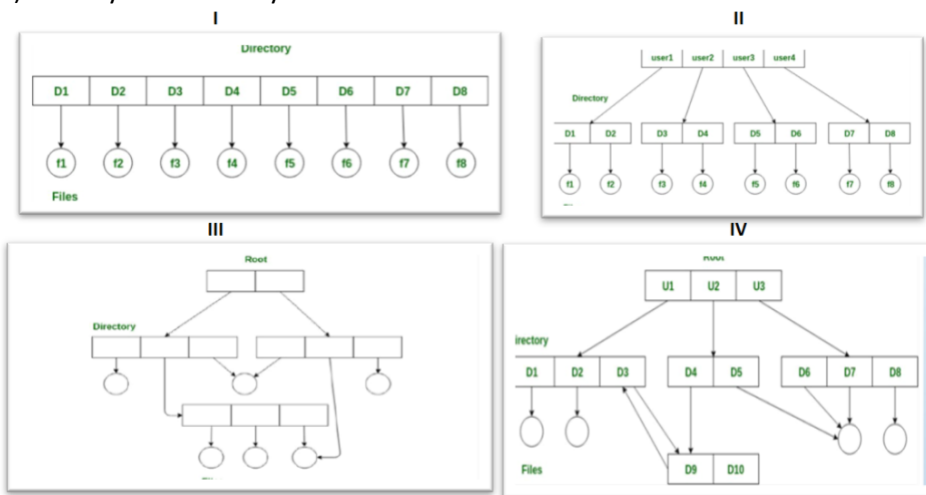 I
Directory
D1 D2 D3 D4 D5 D6 D7 D8
f1 f2 f3 f4 f5 f6 f7 f8
Files
II
user1 user2 user3 user4
Directory
D1 D2 D3 D4 D5 D6 D7 D8
f1 f2 f3 f4 f5 f6 f7 f8
III
Root
Directory
IV
U1 U2 U3
irectory
D1 D2 D3 D4 D5 D6 D7 D8
D9 D10
Files